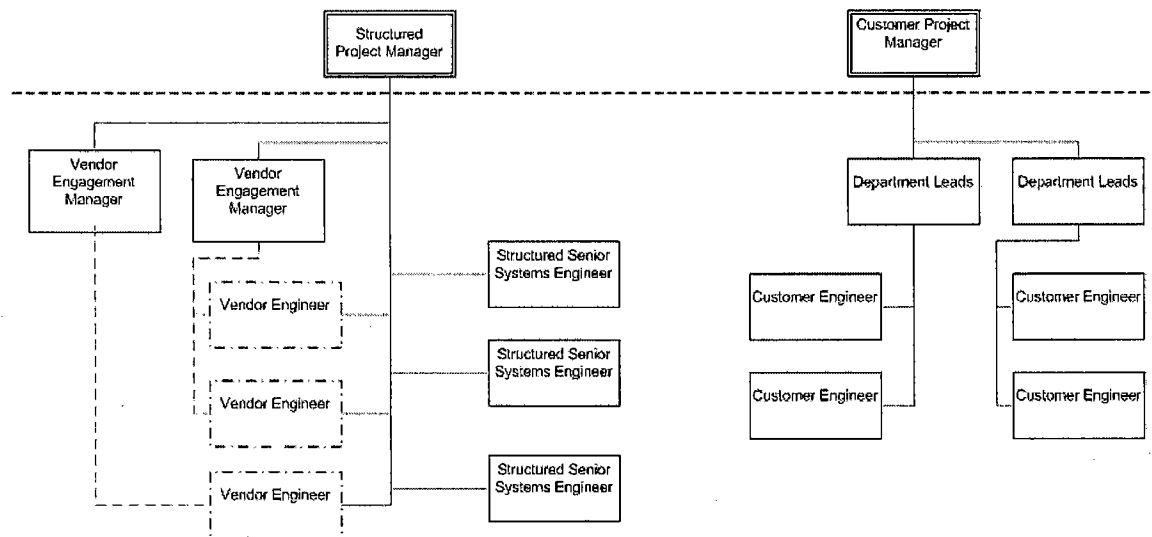 Structured
Project Manager
Customer Project
Manager
Vendor
Engagement
Manager
Vendor
Engagement
Manager
Department Leads
Department Leads
Structured Senior
Systems Engineer
Vendor Engineer
Customer Engineer
Customer Engineer
Structured Senior
Systems Engineer
Vendor Engineer
Customer Engineer
Customer Engineer
Structured Senior
Systems Engineer
Vendor Engineer